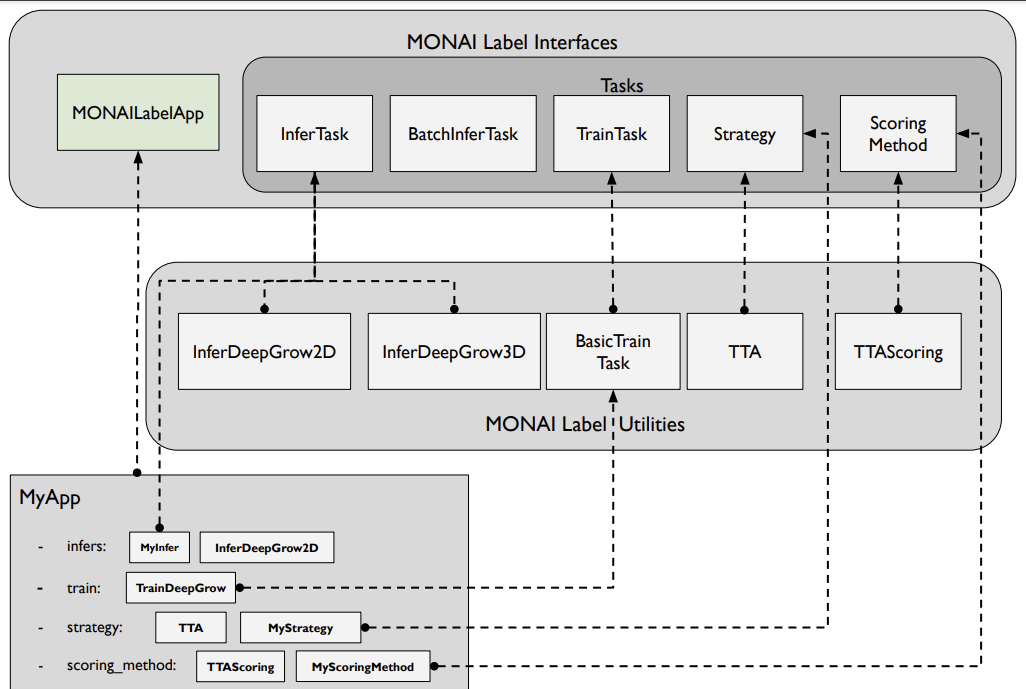 MONAI Label Interfaces
MONAILabelApp
Tasks
InferTask
BatchInferTask
TrainTask
Strategy
Scoring
Method
InferDeepGrow2D
InferDeepGrow3D
BasicTrain
Task
TTA
TTAScoring
MONAI Label Utilities
MyApp
- infers: MyInfer InferDeepGrow2D
- train: TrainDeepGrow
- strategy: TTA MyStrategy
- scoring_method: TTAScoring MyScoringMethod